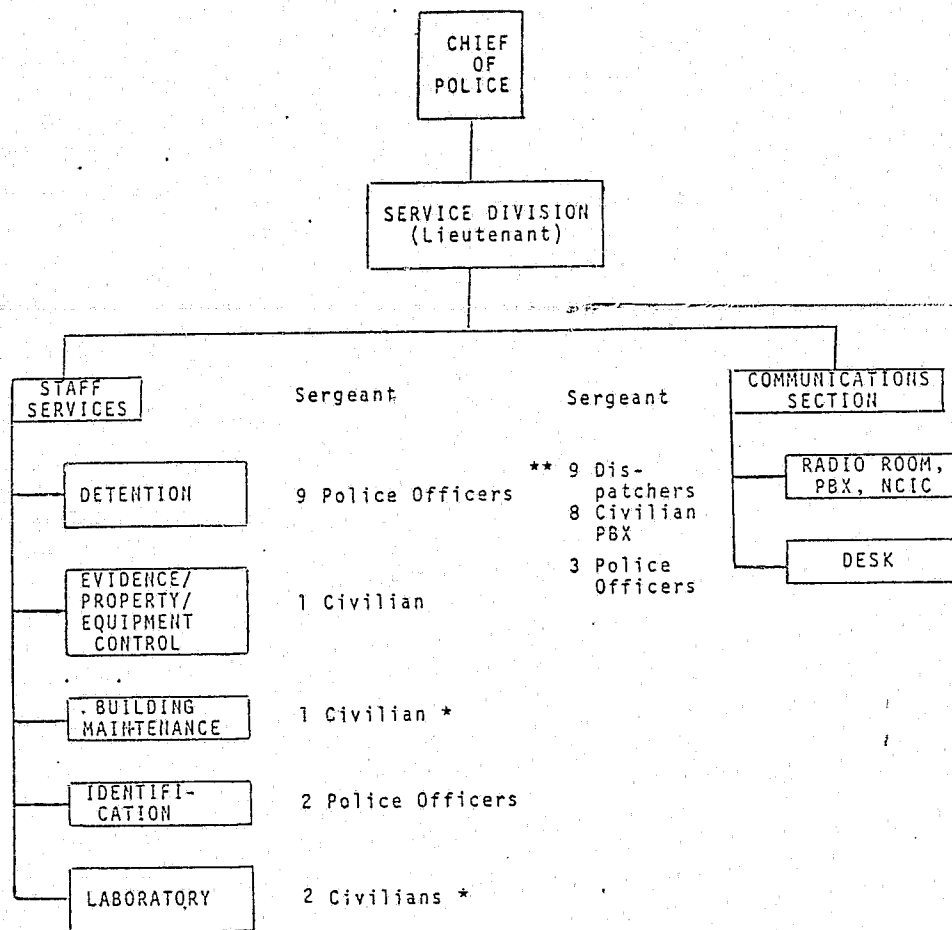 CHIEF
OF
POLICE
SERVICE DIVISION
(Lieutenant)
STAFF
SERVICES
Sergeant
DETENTION
9 Police Officers
EVIDENCE/
PROPERTY/
EQUIPMENT
CONTROL
1 Civilian
BUILDING
MAINTENANCE
1 Civilian *
IDENTIFI-
CATION
2 Police Officers
LABORATORY
2 Civilians *
Sergeant
COMMUNICATIONS
SECTION
** 9 Dis-
patchers
8 Civilian
PBX
3 Police
Officers
RADIO ROOM,
PBX, NCIC
DESK